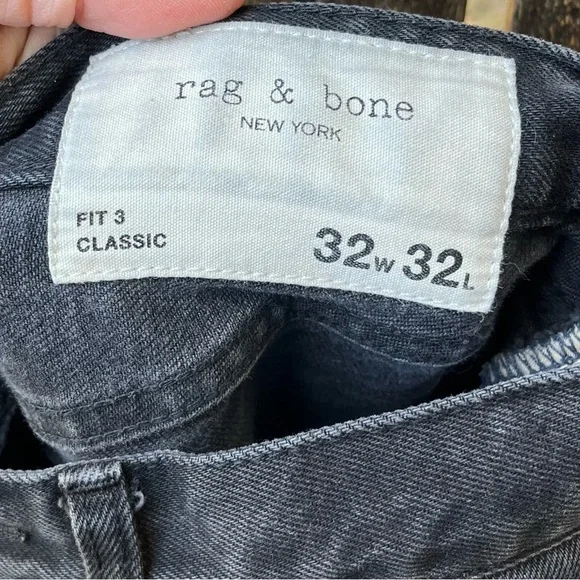 rag & bone
NEW YORK
FIT 3
CLASSIC
32W 32L